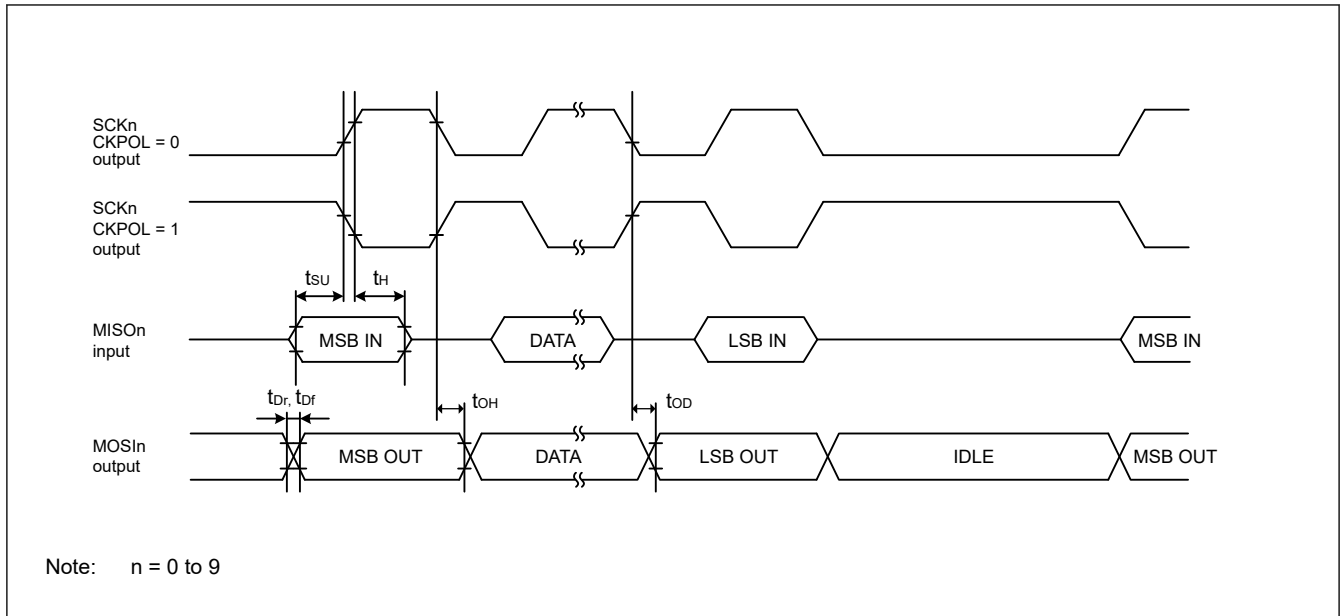 SCKn
CKPOL = 0
output
SCKn
CKPOL = 1
output
tSU
tH
MISOn
input
MSB IN
DATA
LSB IN
MSB IN
tDr, tDf
tOH
tOD
MOSIn
output
MSB OUT
DATA
LSB OUT
IDLE
MSB OUT
Note: n = 0 to 9